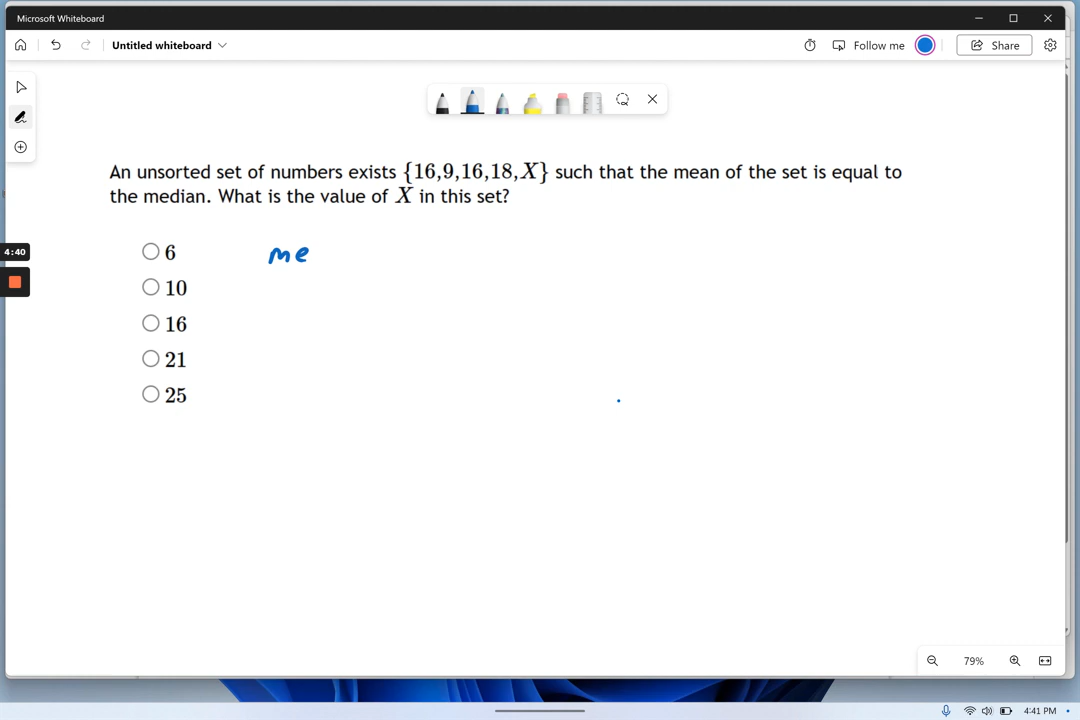 Microsoft Whiteboard
Untitled whiteboard
Follow me
Share
An unsorted set of numbers exists {16,9,16,18,X} such that the mean of the set is equal to
the median. What is the value of X in this set?
4:40
6
me
10
16
21
25
79%
4:41 PM